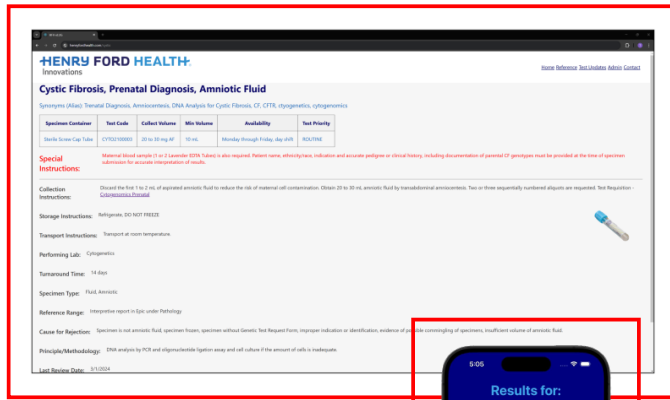 HENRY FORD HEALTH
Innovations
Home Reference Test Updates Admin Contact
Cystic Fibrosis, Prenatal Diagnosis, Amniotic Fluid
Synonyms (Alias): Trenatal Diagnosis, Amniocentesis, DNA Analysis for Cystic Fibrosis, CF, CFTR, ctyogenetics, cytogenomics
Specimen Container Test Code Collect Volume Min Volume Availability Test Priority
Sterile Screw Cap Tube 20 to 30 mg AF 10 mL Monday through Friday, day shift ROUTINE
Special Instructions: Maternal blood sample (1 or 2 Lavender EDTA Tubes) is also required. Patient name, ethnicity/race, indication and accurate pedigree or clinical history, including documentation of parental CF genotypes must be provided at the time of specimen
submission for accurate interpretation of results.
Collection Instructions: Discard the first 1 to 2 mL of aspirated amniotic fluid to reduce the risk of maternal cell contamination. Obtain 20 to 30 mL amniotic fluid by transabdominal amniocentesis. Two or three sequentially numbered aliquots are requested. Test Requisition -
Cytogenomics Prenatal
Storage Instructions: Refrigerate, DO NOT FREEZE
Transport Instructions: Transport at room temperature.
Performing Lab: Cytogenetics
Turnaround Time: 14 days
Specimen Type: Fluid, Amniotic
Reference Range: Interpretive report in Epic under Pathology
Cause for Rejection: Specimen is not amniotic fluid, specimen frozen, specimen without Genetic Test Request Form, improper indication or identification, evidence of possible commingling of specimens, insufficient volume of amniotic fluid.
Principle/Methodology: DNA analysis by PCR and oligonucleotide ligation assay and cell culture if the amount of cells is inadequate.
Last Review Date: 3/1/2024
5:05
Results for: